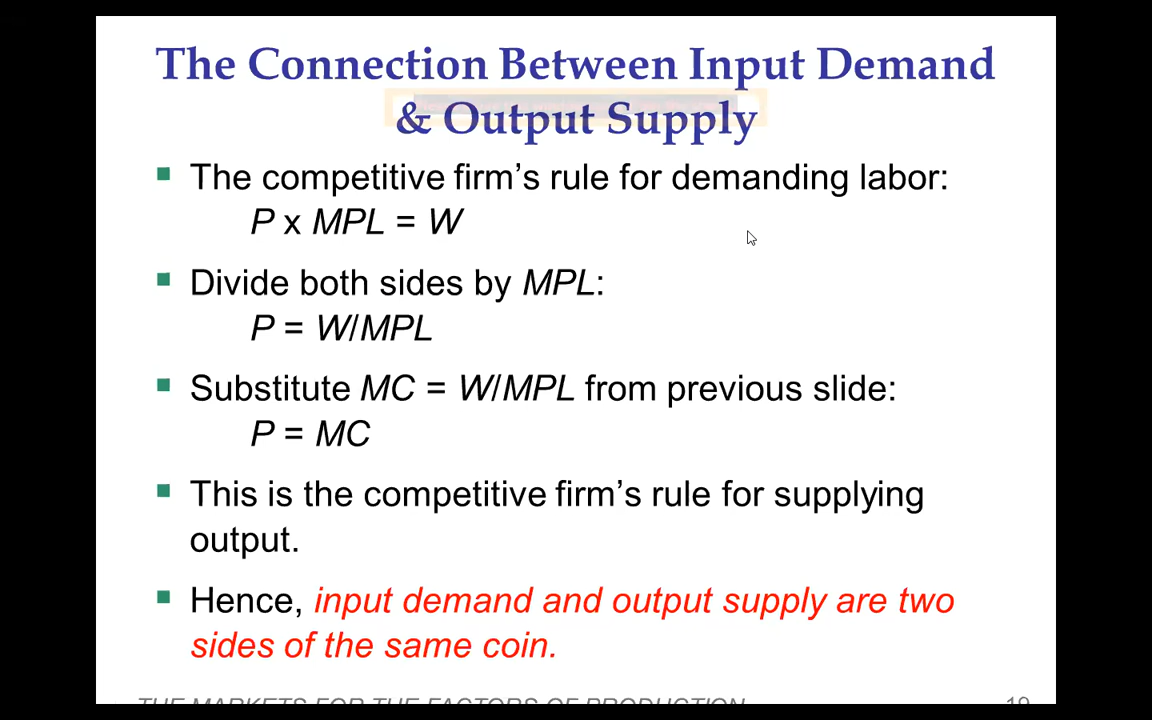 The Connection Between Input Demand
& Output Supply
The competitive firm’s rule for demanding labor:
P x MPL = W
Divide both sides by MPL:
P = W/MPL
Substitute MC = W/MPL from previous slide:
P = MC
This is the competitive firm’s rule for supplying
output.
Hence, input demand and output supply are two
sides of the same coin.
THE MARKETS FOR THE FACTORS OF PRODUCTION